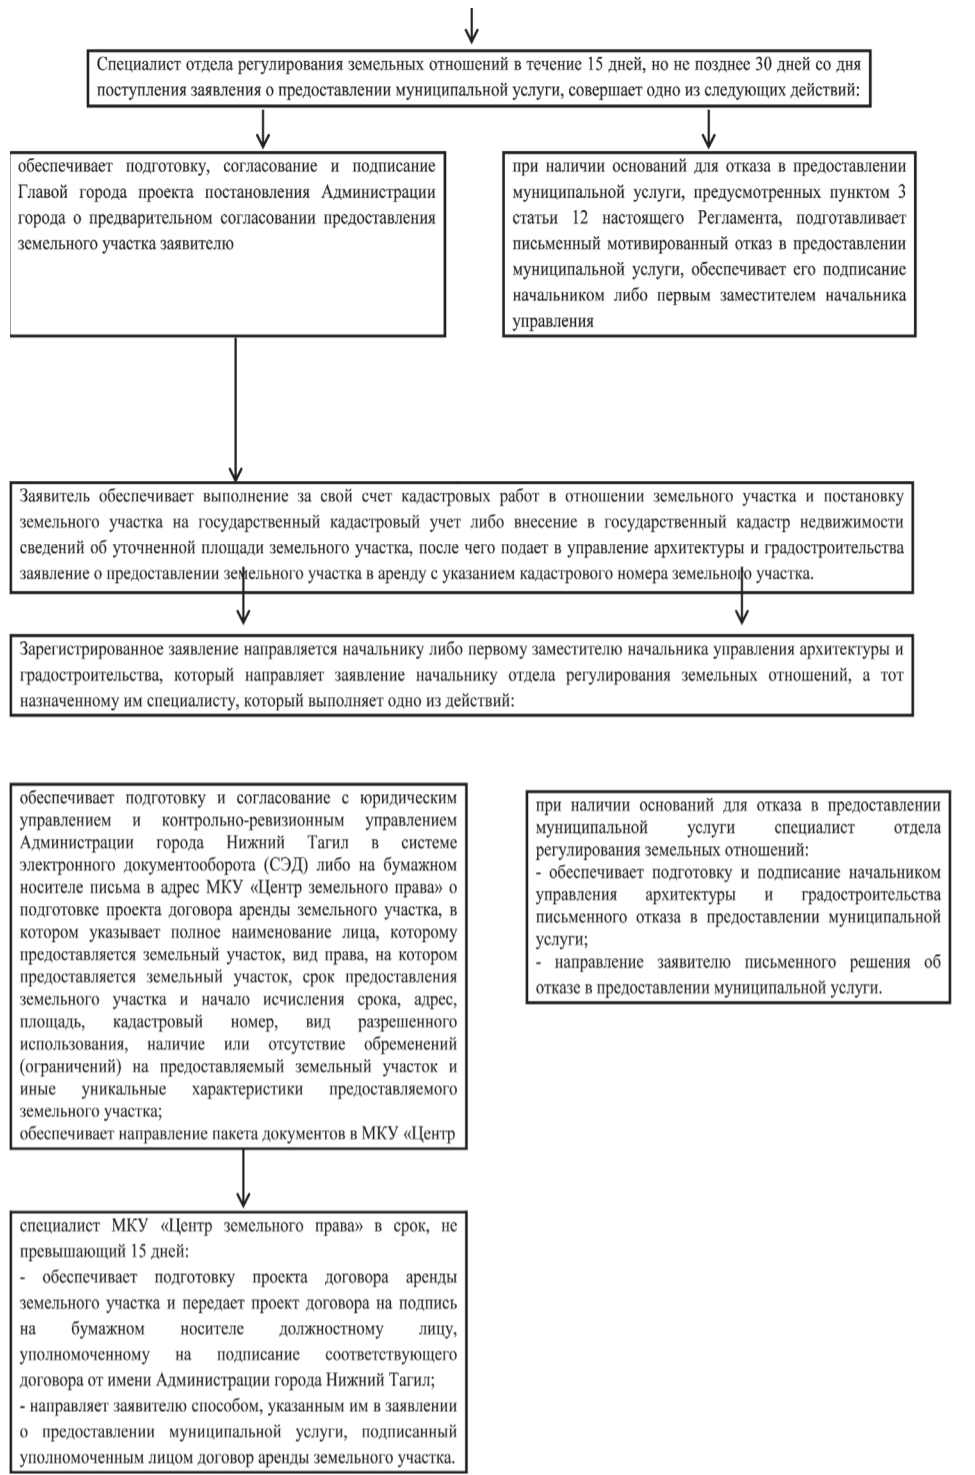 Специалист отдела регулирования земельных отношений в течение 15 дней, но не позднее 30 дней со дня
поступления заявления о предоставлении муниципальной услуги, совершает одно из следующих действий:
обеспечивает подготовку, согласование и подписание
Главой города проекта постановления Администрации
города о предварительном согласовании предоставления
земельного участка заявителю
при наличии оснований для отказа в предоставлении
муниципальной услуги, предусмотренных пунктом 3
статьи 12 настоящего Регламента, подготавливает
письменный мотивированный отказ в предоставлении
муниципальной услуги, обеспечивает его подписание
начальником либо первым заместителем начальника
управления
Заявитель обеспечивает выполнение за свой счет кадастровых работ в отношении земельного участка и постановку
земельного участка на государственный кадастровый учет либо внесение в государственный кадастр недвижимости
сведений об уточненной площади земельного участка, после чего подает в управление архитектуры и градостроительства
заявление о предоставлении земельного участка в аренду с указанием кадастрового номера земельного участка.
Зарегистрированное заявление направляется начальнику либо первому заместителю начальника управления архитектуры и
градостроительства, который направляет заявление начальнику отдела регулирования земельных отношений, а тот
назначенному им специалисту, который выполняет одно из действий:
обеспечивает подготовку и согласование с юридическим
управлением и контрольно-ревизионным управлением
Администрации города Нижний Тагил в системе
электронного документооборота (СЭД) либо на бумажном
носителе письма в адрес МКУ «Центр земельного права» о
подготовке проекта договора аренды земельного участка, в
котором указывает полное наименование лица, которому
предоставляется земельный участок, вид права, на котором
предоставляется земельный участок, срок предоставления
земельного участка и начало исчисления срока, адрес,
площадь, кадастровый номер, вид разрешенного
использования, наличие или отсутствие обременений
(ограничений) на предоставляемый земельный участок и
иные уникальные характеристики предоставляемого
земельного участка;
обеспечивает направление пакета документов в МКУ «Центр
при наличии оснований для отказа в предоставлении
муниципальной услуги специалист отдела
регулирования земельных отношений:
- обеспечивает подготовку и подписание начальником
управления архитектуры и градостроительства
письменного отказа в предоставлении муниципальной
услуги;
- направление заявителю письменного решения об
отказе в предоставлении муниципальной услуги.
специалист МКУ «Центр земельного права» в срок, не
превышающий 15 дней:
- обеспечивает подготовку проекта договора аренды
земельного участка и передает проект договора на подпись
на бумажном носителе должностному лицу,
уполномоченному на подписание соответствующего
договора от имени Администрации города Нижний Тагил;
- направляет заявителю способом, указанным им в заявлении
о предоставлении муниципальной услуги, подписанный
уполномоченным лицом договор аренды земельного участка.